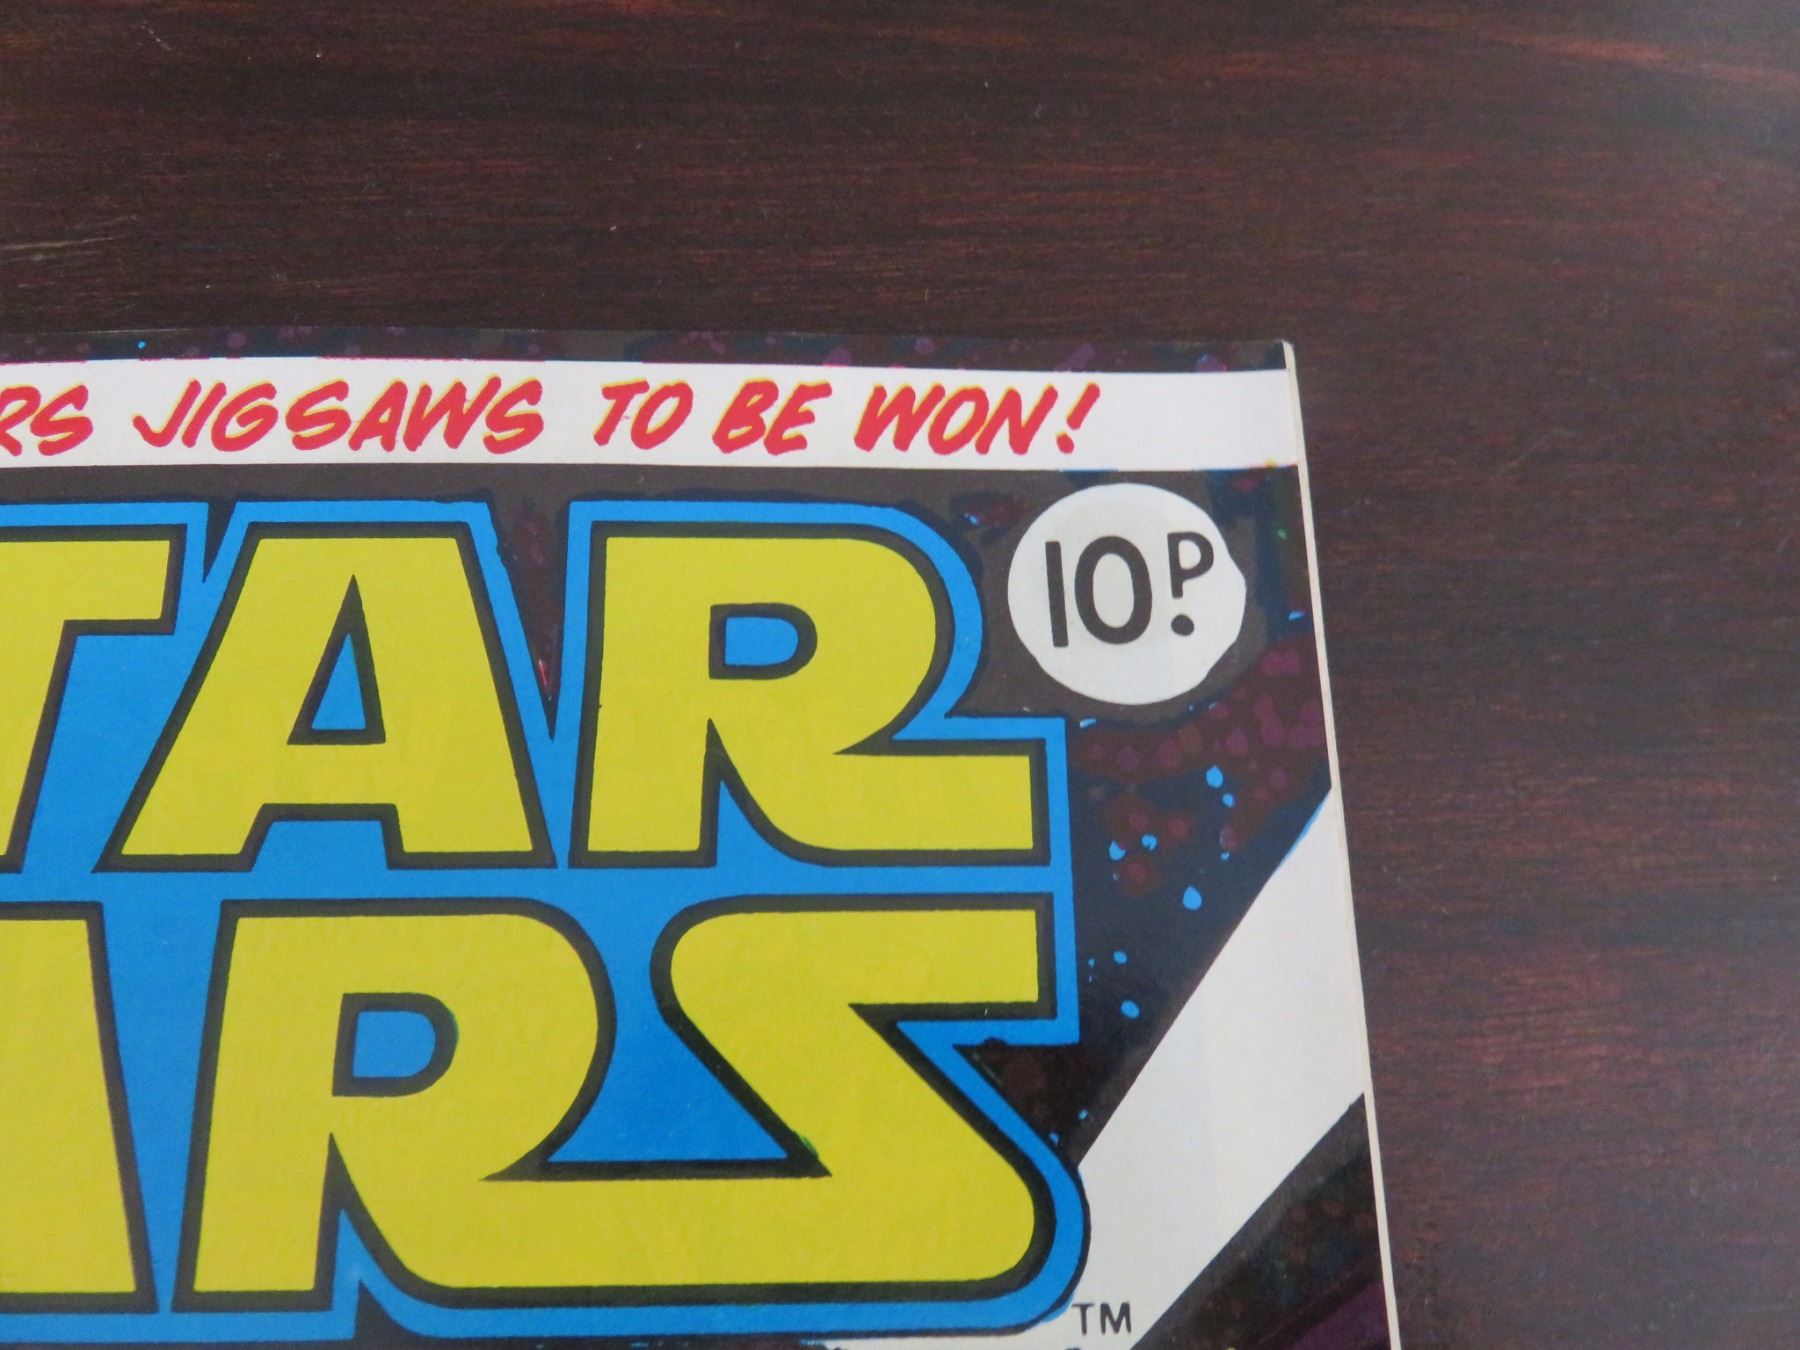 RS JIGSAWS TO BE WON!
10P.
TAR
ARS
TM